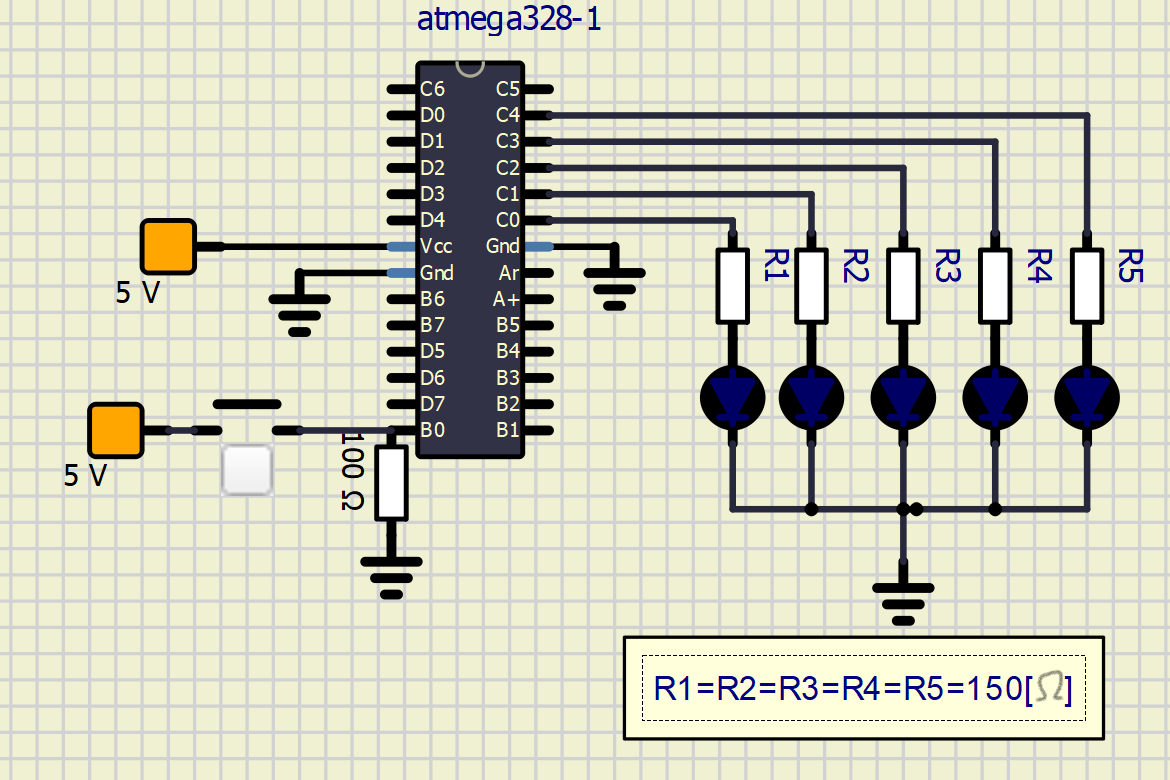 atmega328-1
C6 C5
D0 C4
D1 C3
D2 C2
D3 C1
D4 C0
Vcc Gnd
Gnd Ar
B6 A+
B7 B5
D5 B4
D6 B3
D7 B2
B0 B1
5 V
5 V
100 Ω
R1
R2
R3
R4
R5
R1=R2=R3=R4=R5=150[Ω]